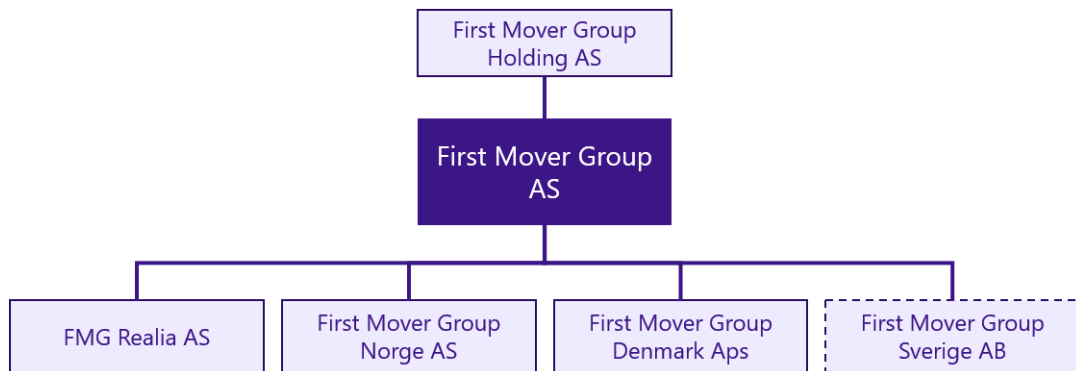 First Mover Group
Holding AS
First Mover Group
AS
FMG Realia AS
First Mover Group
Norge AS
First Mover Group
Denmark Aps
First Mover Group
Sverige AB